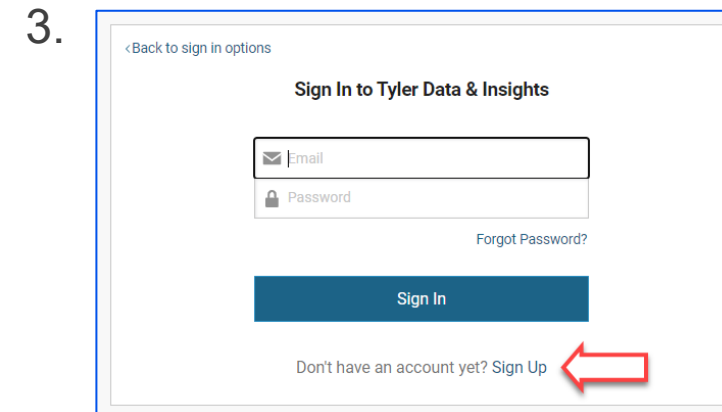 3.
<Back to sign in options
Sign In to Tyler Data & Insights
Email
Password
Forgot Password?
Sign In
Don't have an account yet? Sign Up